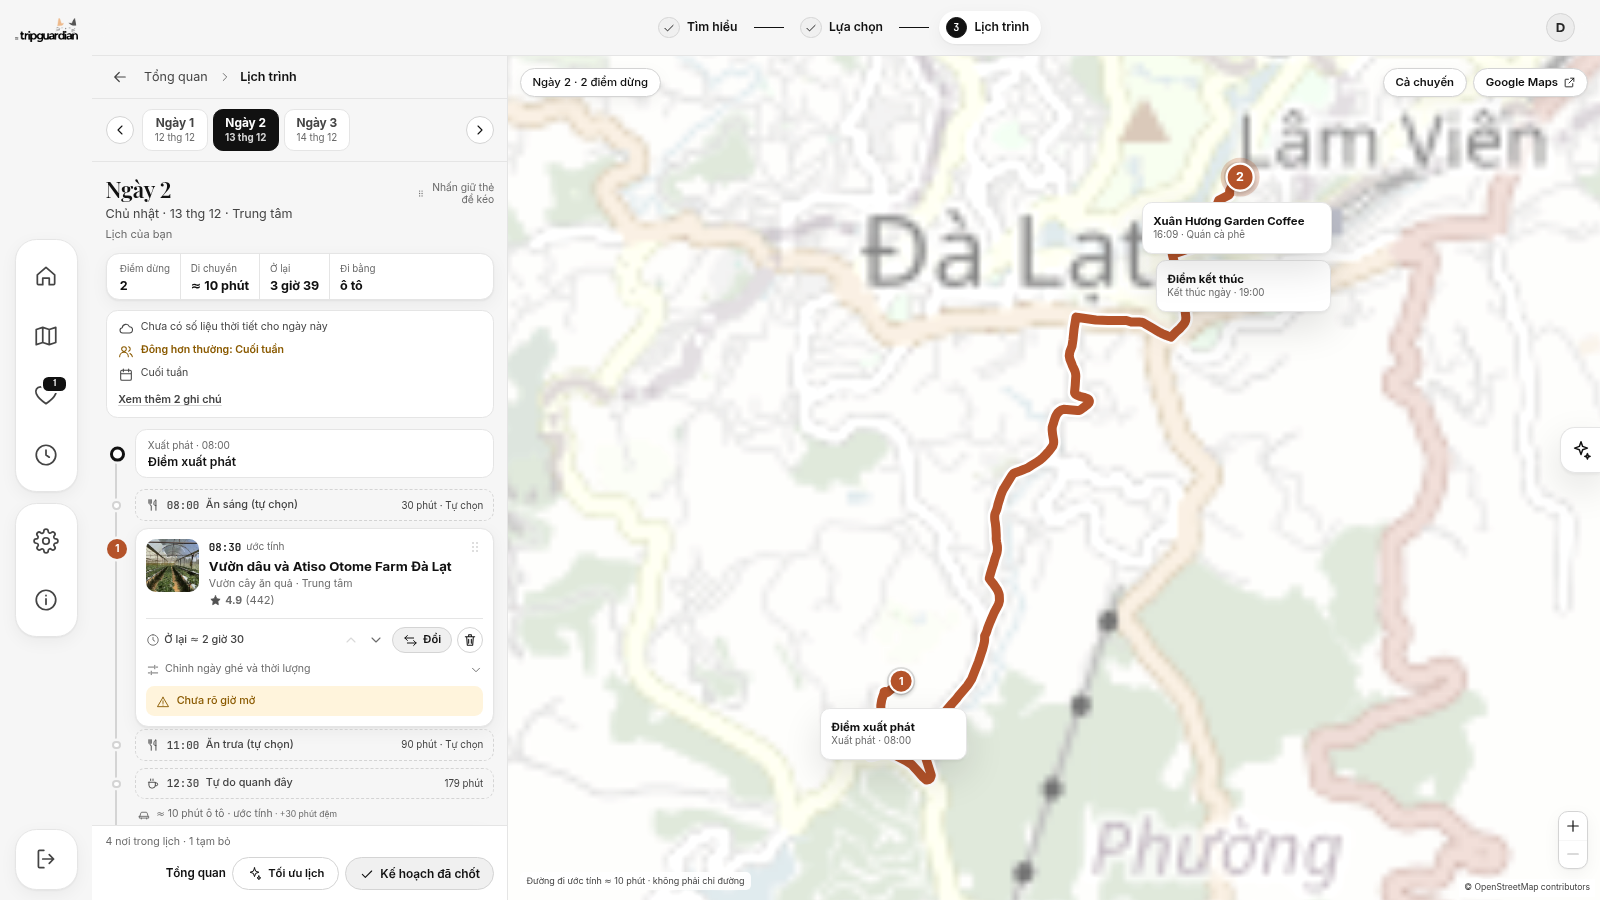 tripguardian
Tìm hiểu
Lựa chọn
3 Lịch trình
D
Tổng quan
Lịch trình
Ngày 1
12 thg 12
Ngày 2
13 thg 12
Ngày 3
14 thg 12
Ngày 2
Nhấn giữ thẻ
để kéo
Chủ nhật · 13 thg 12 · Trung tâm
Lịch của bạn
Điểm dừng
2
Di chuyển
≈ 10 phút
Ở lại
3 giờ 39
Đi bằng
ô tô
Chưa có số liệu thời tiết cho ngày này
Đông hơn thường: Cuối tuần
Cuối tuần
Xem thêm 2 ghi chú
Xuất phát · 08:00
Điểm xuất phát
08:00 Ăn sáng (tự chọn)
30 phút · Tự chọn
1
08:30 ước tính
Vườn dâu và Atiso Otome Farm Đà Lạt
Vườn cây ăn quả · Trung tâm
4.9 (442)
Ở lại ≈ 2 giờ 30
Đổi
Chỉnh ngày ghé và thời lượng
Chưa rõ giờ mở
11:00 Ăn trưa (tự chọn)
90 phút · Tự chọn
12:30 Tự do quanh đây
179 phút
≈ 10 phút ô tô · ước tính · +30 phút đệm
4 nơi trong lịch · 1 tạm bỏ
Tổng quan
Tối ưu lịch
Kế hoạch đã chốt
1
Ngày 2 · 2 điểm dừng
Cả chuyến
Google Maps
Lâm Viên
2
Đà Lạt
Xuân Hương Garden Coffee
16:09 · Quán cà phê
Điểm kết thúc
Kết thúc ngày · 19:00
1
Điểm xuất phát
Xuất phát · 08:00
Phường
Đường đi ước tính ≈ 10 phút · không phải chỉ đường
© OpenStreetMap contributors